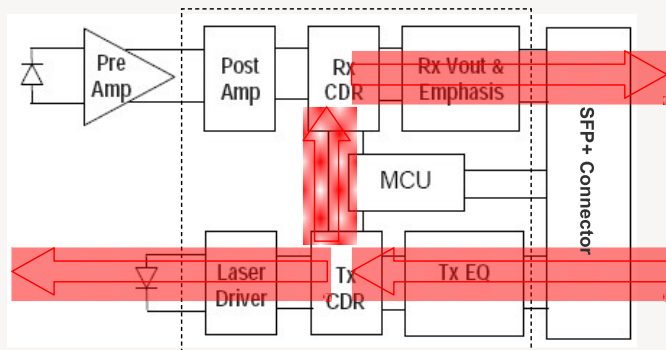 Pre
Amp
Post
Amp
Rx
CDR
Rx Vout &
Emphasis
MCU
SFP+ Connector
Laser
Driver
Tx
CDR
Tx EQ